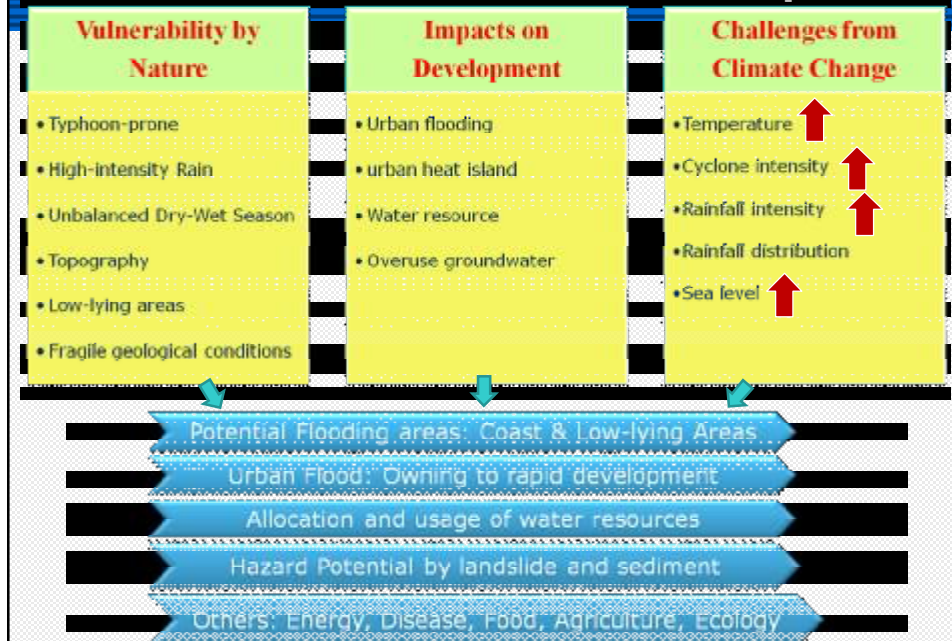 Vulnerability by
Nature
• Typhoon-prone
• High-intensity Rain
• Unbalanced Dry-Wet Season
• Topography
• Low-lying areas
• Fragile geological conditions
Impacts on
Development
• Urban flooding
• urban heat island
• Water resource
• Overuse groundwater
Challenges from
Climate Change
•Temperature
•Cyclone intensity
•Rainfall intensity
•Rainfall distribution
•Sea level
Potential Flooding areas: Coast & Low-lying Areas
Urban Flood: Owning to rapid development
Allocation and usage of water resources
Hazard Potential by landslide and sediment
Others: Energy, Disease, Food, Agriculture, Ecology